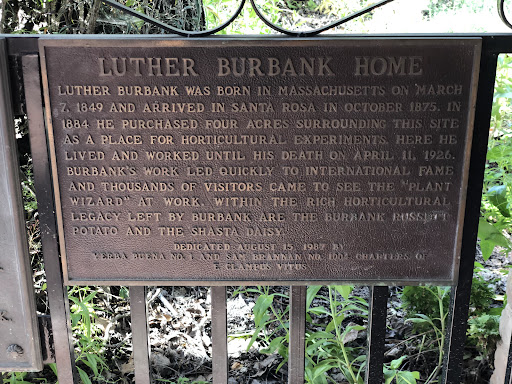 LUTHER BURBANK HOME
LUTHER BURBANK WAS BORN IN MASSACHUSETTS ON MARCH
7, 1849 AND ARRIVED IN SANTA ROSA IN OCTOBER 1875. IN
1884 HE PURCHASED FOUR ACRES SURROUNDING THIS SITE
AS A PLACE FOR HORTICULTURAL EXPERIMENTS. HERE HE
LIVED AND WORKED UNTIL HIS DEATH ON APRIL 11, 1926.
BURBANK'S WORK LED QUICKLY TO INTERNATIONAL FAME
AND THOUSANDS OF VISITORS CAME TO SEE THE "PLANT
WIZARD" AT WORK. WITHIN THE RICH HORTICULTURAL
LEGACY LEFT BY BURBANK ARE THE BURBANK RUSSETT
POTATO AND THE SHASTA DAISY.
DEDICATED AUGUST 15, 1987 BY
YERBA BUENA NO. 1 AND SAM BRANNAN NO. 1004 CHAPTERS OF
E CLAMPUS VITUS